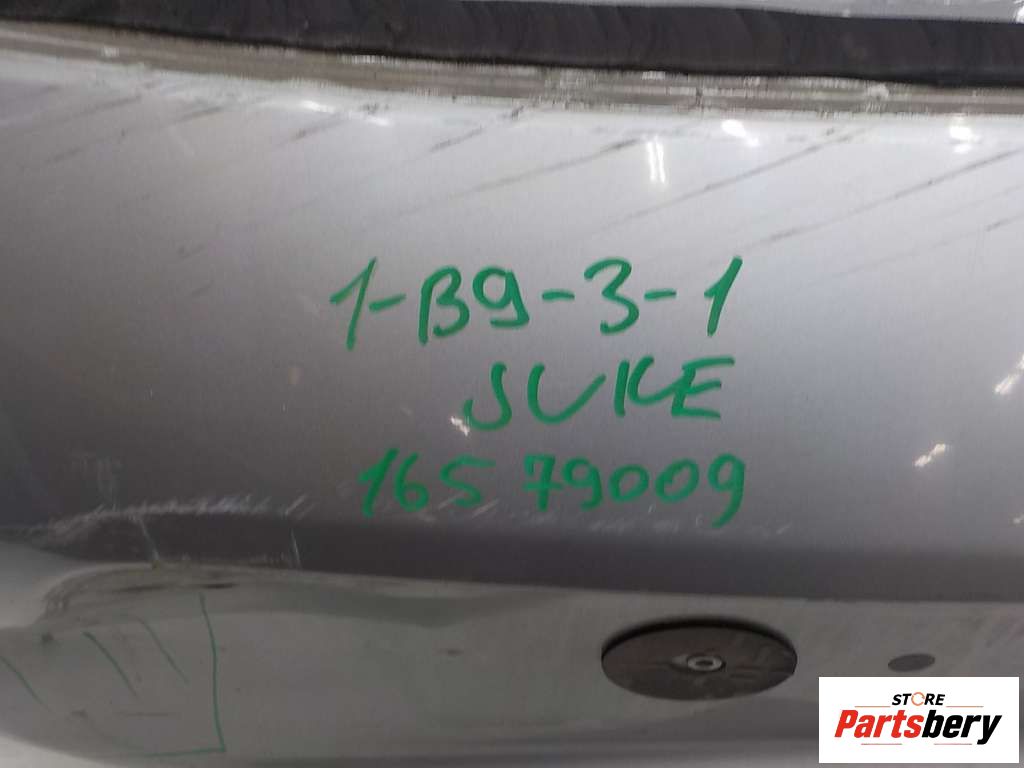 1-B9-3-1
JUKE
16579009
STORE
Partsbery